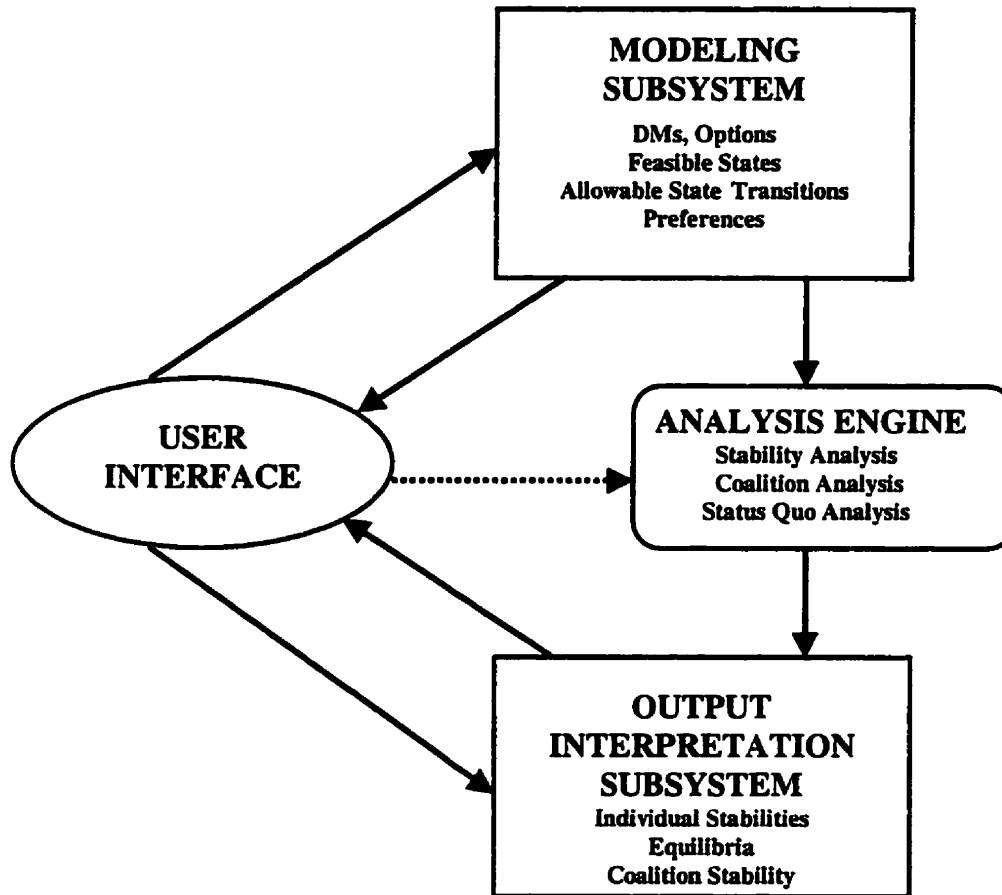 MODELING
SUBSYSTEM
DMs, Options
Feasible States
Allowable State Transitions
Preferences
USER
INTERFACE
ANALYSIS ENGINE
Stability Analysis
Coalition Analysis
Status Quo Analysis
OUTPUT
INTERPRETATION
SUBSYSTEM
Individual Stabilities
Equilibria
Coalition Stability